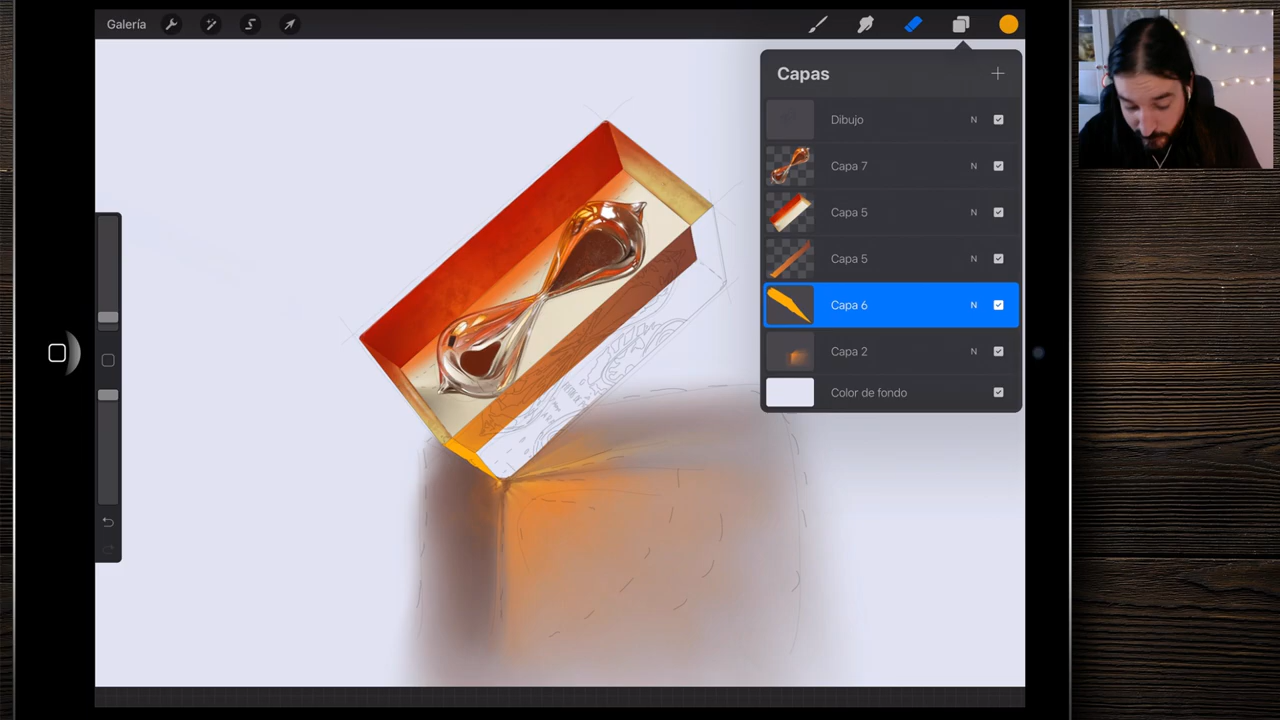 Galería
Capas
Dibujo N
Capa 7 N
Capa 5 N
Capa 5 N
Capa 6 N
Capa 2 N
Color de fondo